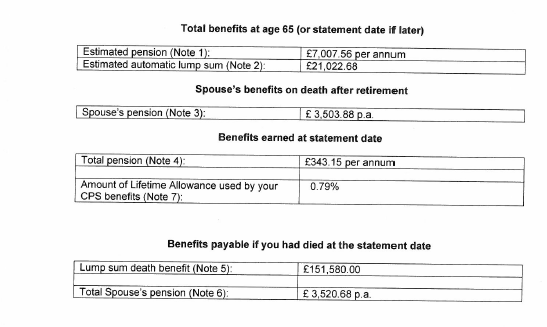 Total benefits at age 65 (or statement date if later)
Estimated pension (Note 1): £7,007.56 per annum
Estimated automatic lump sum (Note 2): £21,022.68
Spouse's benefits on death after retirement
Spouse's pension (Note 3): £ 3,503.88 p.a.
Benefits earned at statement date
Total pension (Note 4): £343.15 per annum
Amount of Lifetime Allowance used by your 0.79%
CPS benefits (Note 7):
Benefits payable if you had died at the statement date
Lump sum death benefit (Note 5): £151,580.00
Total Spouse's pension (Note 6): £ 3,520.68 p.a.